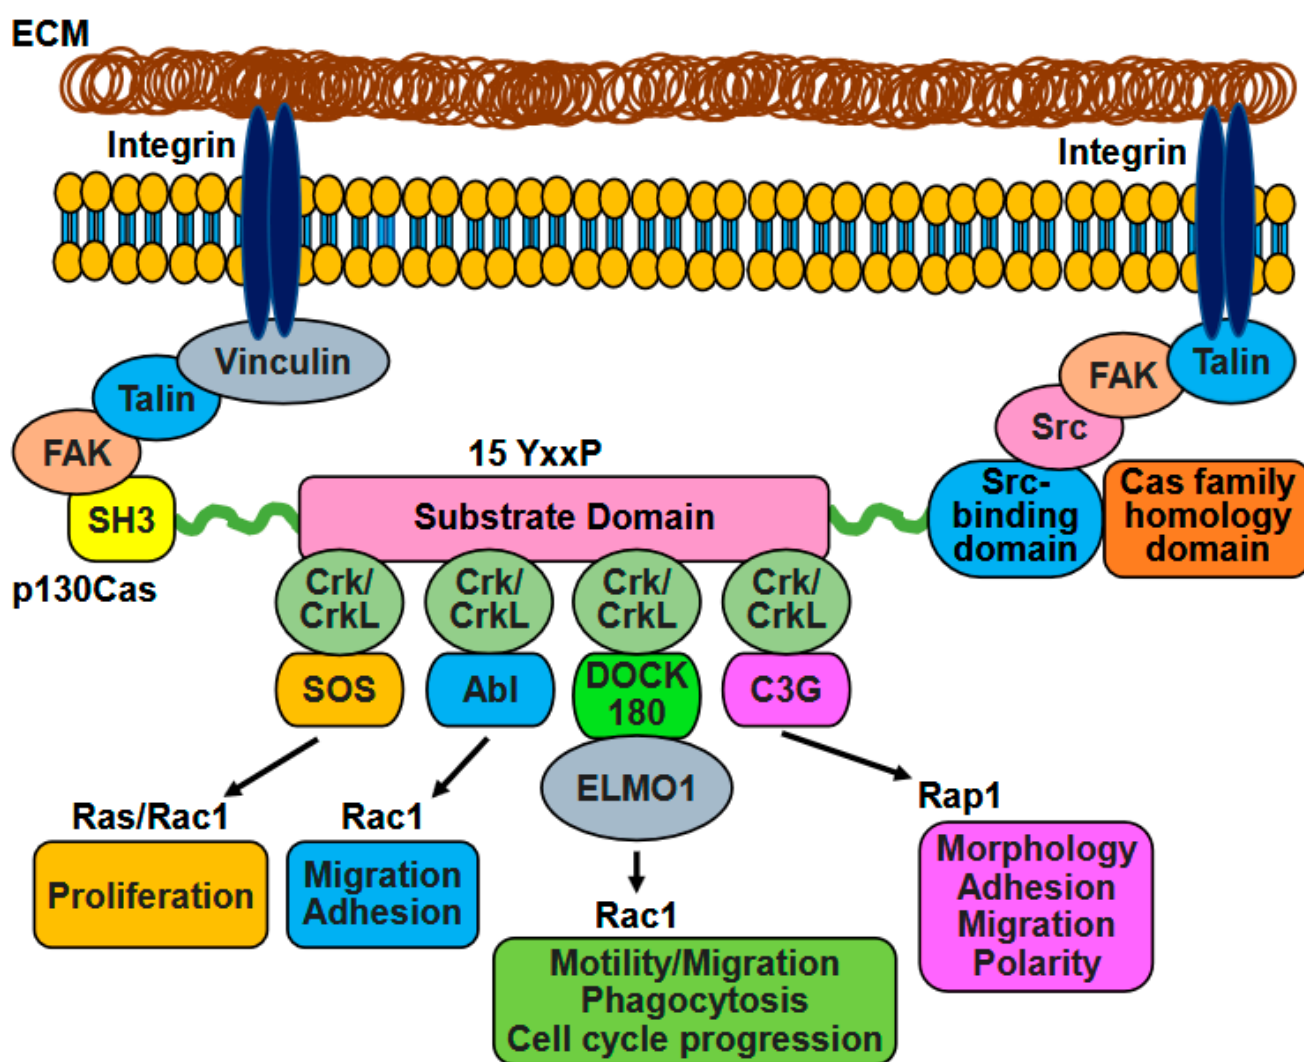 ECM
Integrin
Integrin
Vinculin
Talin
FAK
SH3
p130Cas
15 YxxP
Substrate Domain
Talin
FAK
Src
Src-
binding
domain
Cas family
homology
domain
Crk/
CrkL
Crk/
CrkL
Crk/
CrkL
Crk/
CrkL
SOS
Abl
DOCK
180
C3G
ELMO1
Ras/Rac1
Proliferation
Rac1
Migration
Adhesion
Rac1
Motility/Migration
Phagocytosis
Cell cycle progression
Rap1
Morphology
Adhesion
Migration
Polarity